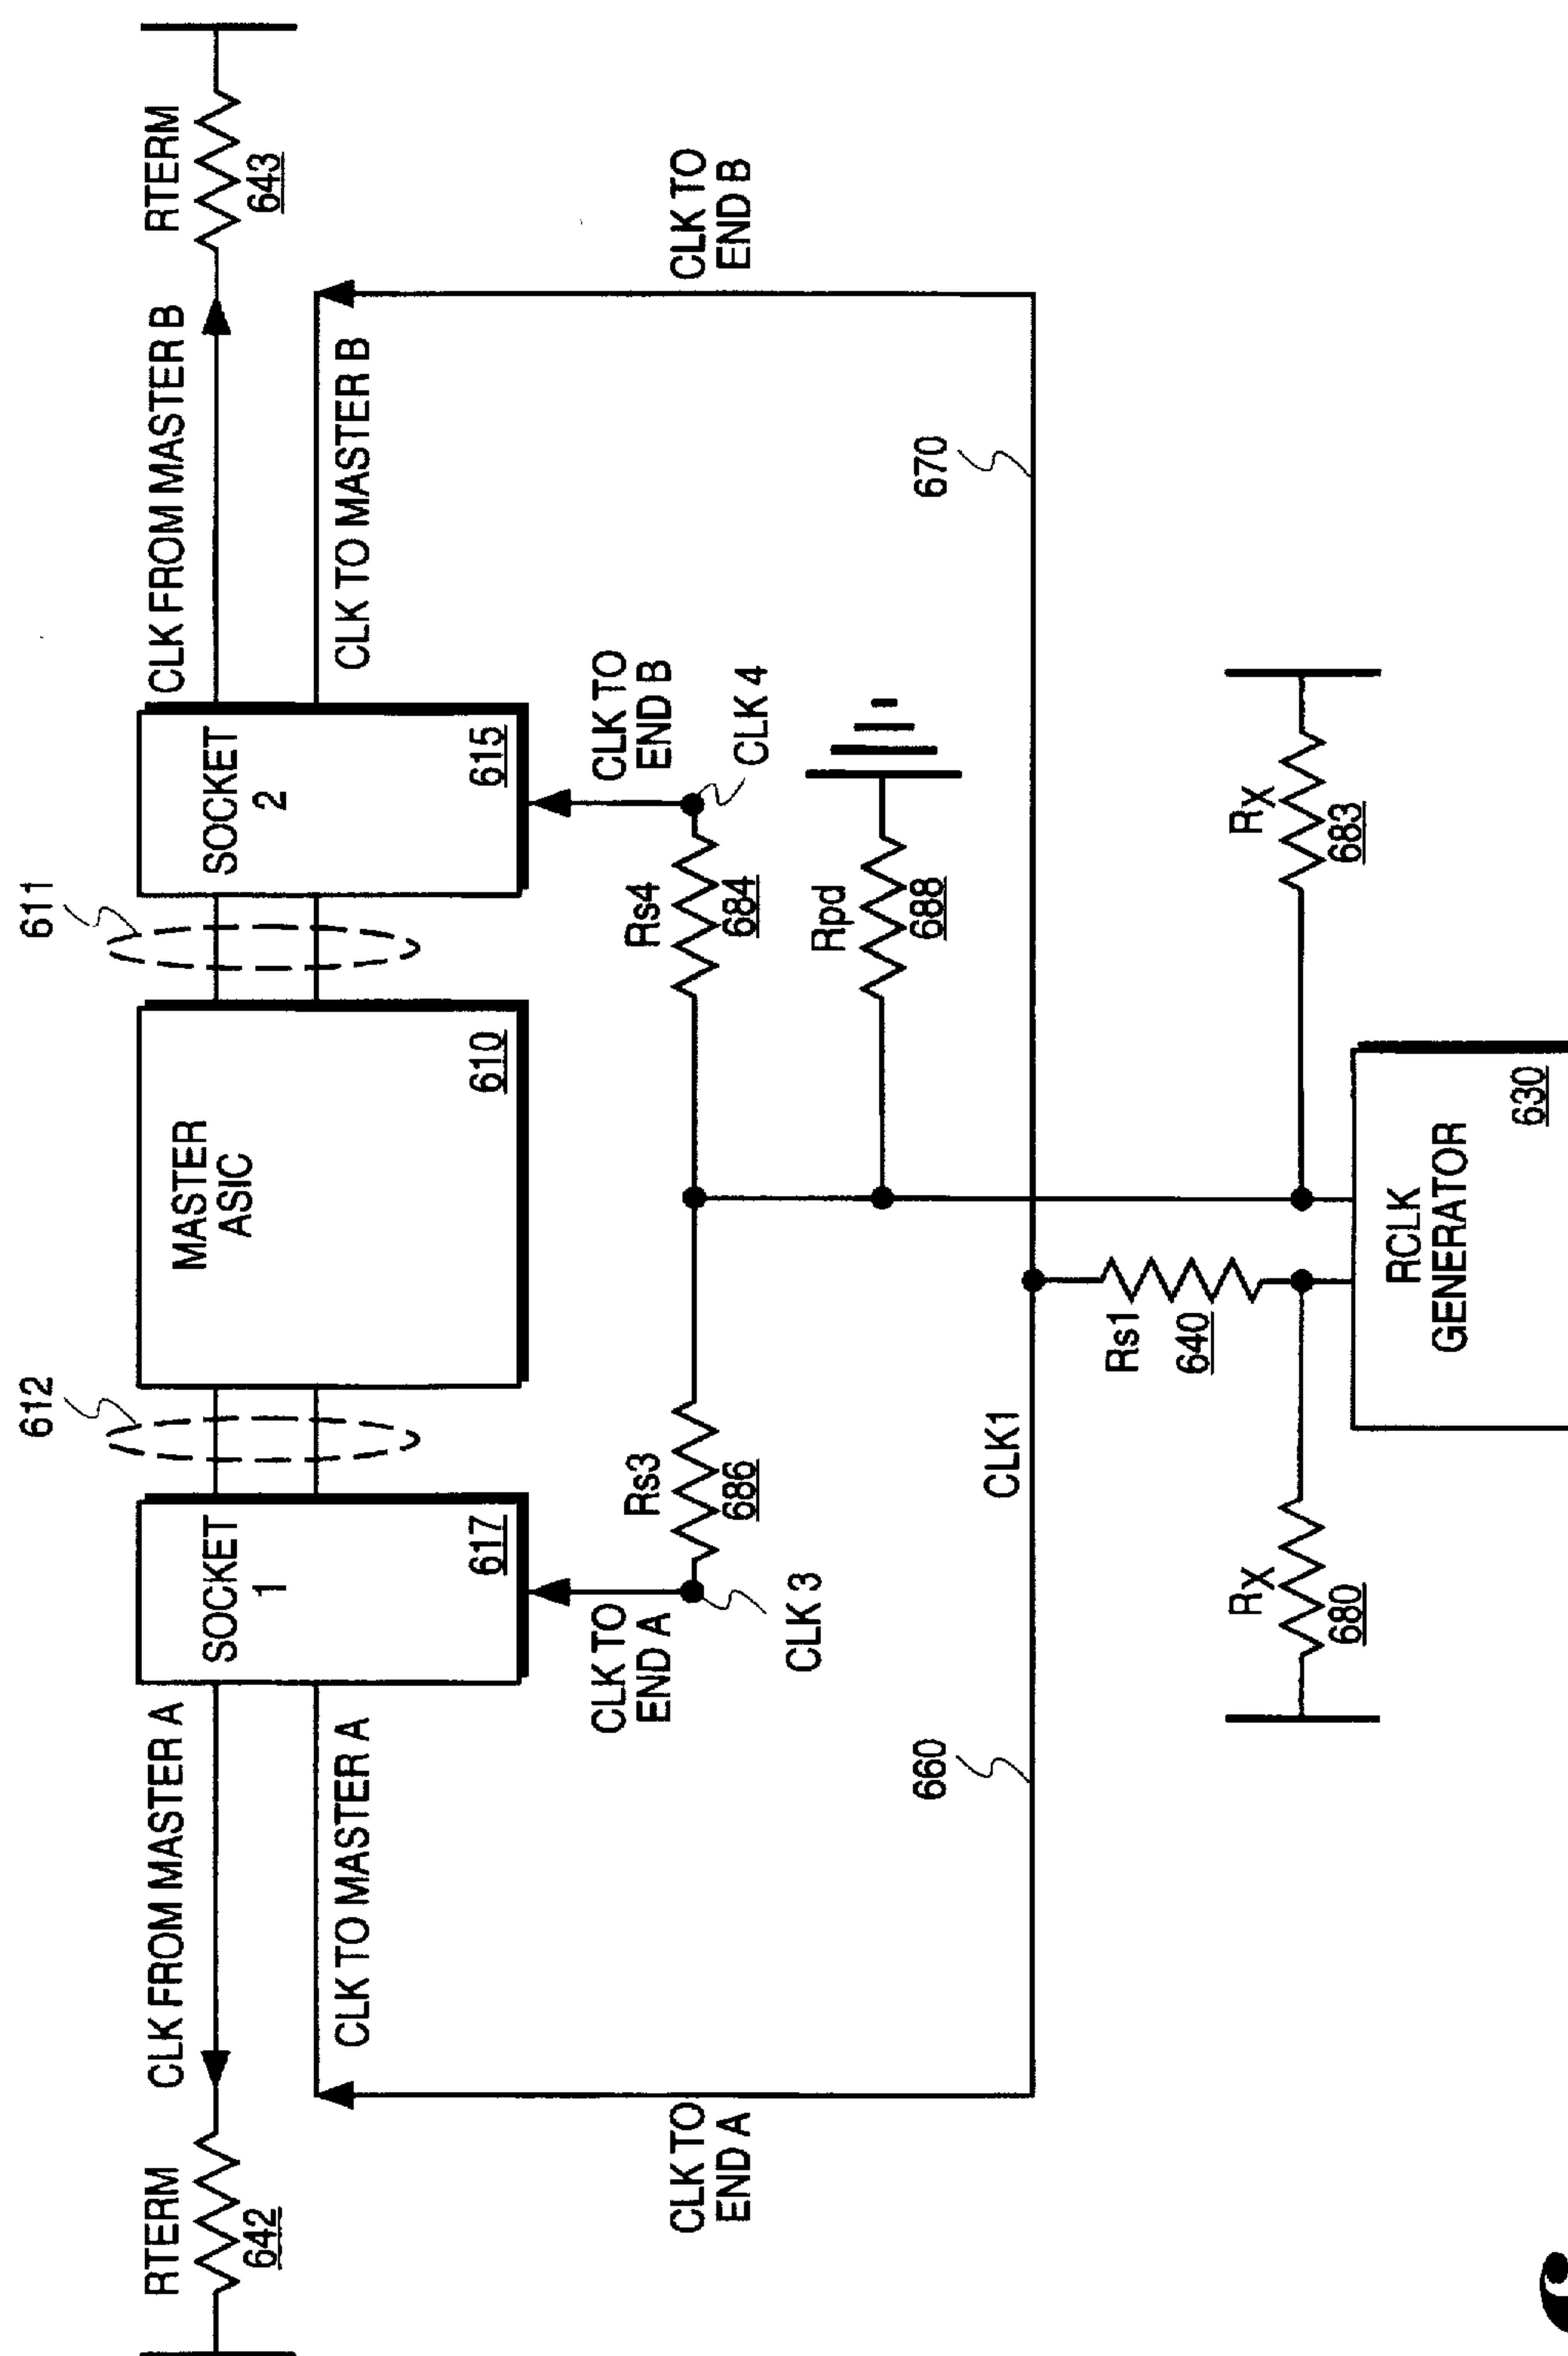 RTERM
642
CLK FROM MASTER A
CLK TO MASTER A
CLK TO
END A
SOCKET
1
617
612
MASTER
ASIC
610
611
SOCKET
2
615
CLK FROM MASTER B
CLK TO MASTER B
RTERM
643
CLK TO
END B
CLK TO
END A
CLK 3
Rs3
686
Rs4
684
CLK TO
END B
CLK 4
Rpd
688
660
CLK1
670
Rs1
640
Rx
680
Rx
683
RCLK
GENERATOR
630